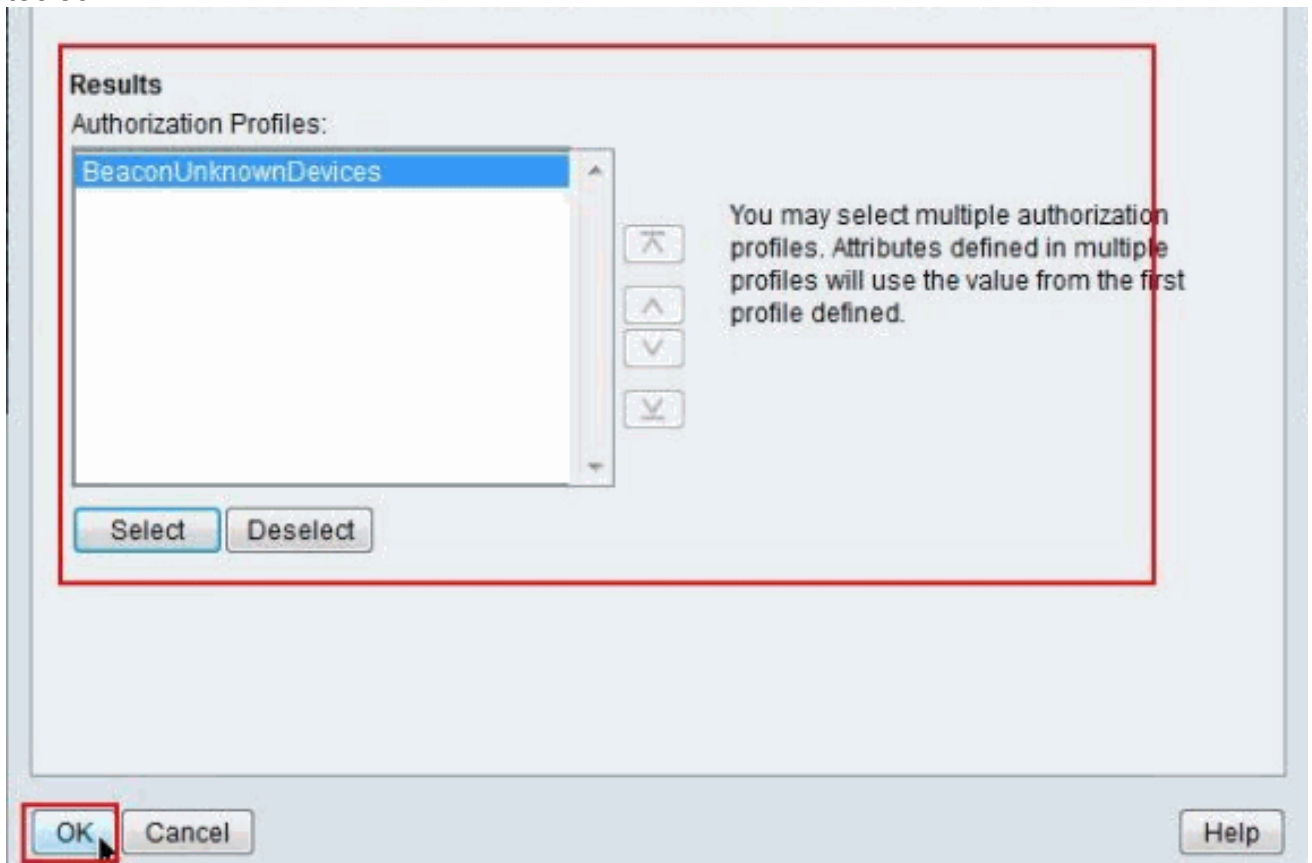 Results
Authorization Profiles:
BeaconUnknownDevices
You may select multiple authorization
profiles. Attributes defined in multiple
profiles will use the value from the first
profile defined.
Select Deselect
OK Cancel Help